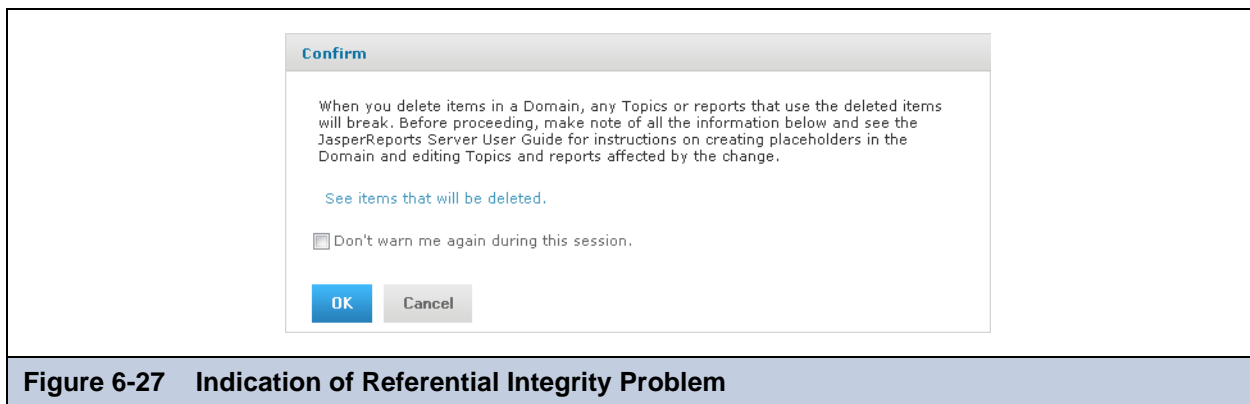 Confirm
When you delete items in a Domain, any Topics or reports that use the deleted items
will break. Before proceeding, make note of all the information below and see the
JasperReports Server User Guide for instructions on creating placeholders in the
Domain and editing Topics and reports affected by the change.
See items that will be deleted.
Don't warn me again during this session.
OK Cancel
Figure 6-27 Indication of Referential Integrity Problem